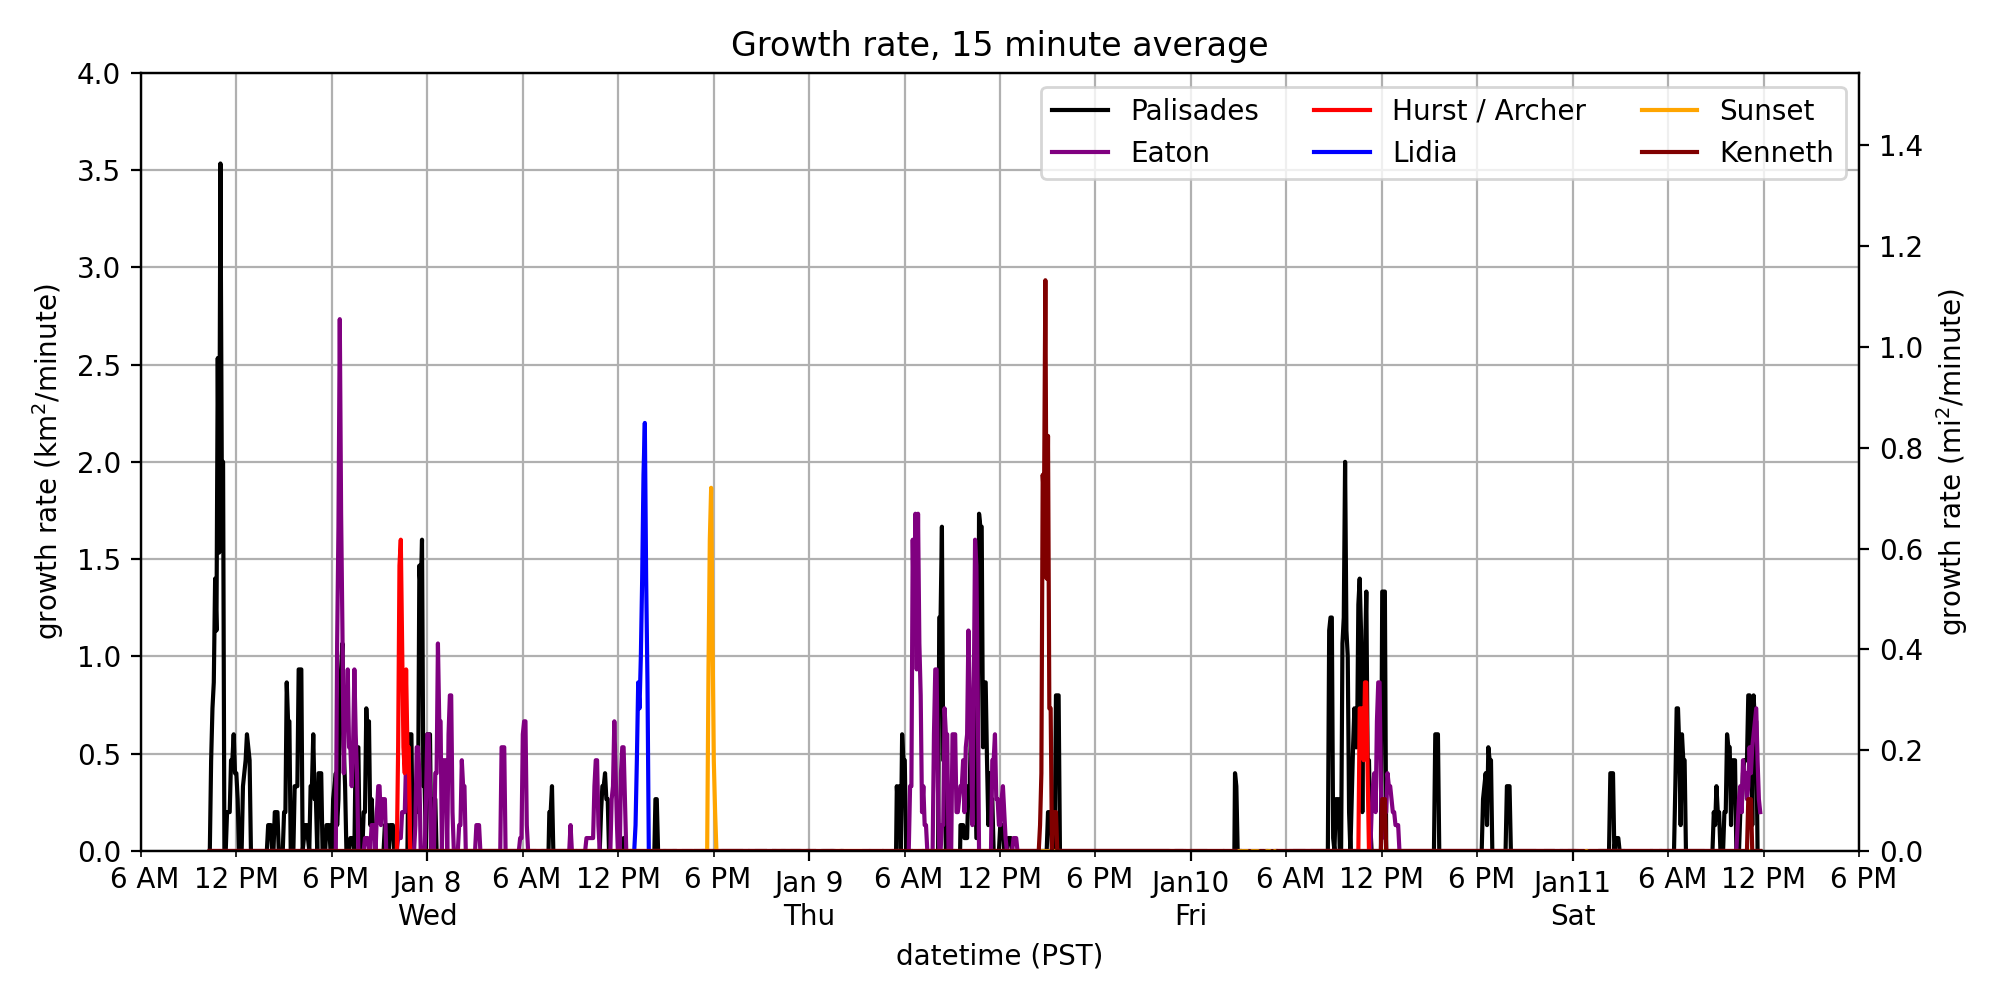 Growth rate, 15 minute average
Palisades
Eaton
Hurst / Archer
Lidia
Sunset
Kenneth
growth rate (km²/minute)
4.0
3.5
3.0
2.5
2.0
1.5
1.0
0.5
0.0
1.4
1.2
1.0
0.8
0.6
0.4
0.2
0.0
growth rate (mi²/minute)
6 AM 12 PM 6 PM Jan 8 6 AM 12 PM 6 PM Jan 9 6 AM 12 PM 6 PM Jan10 6 AM 12 PM 6 PM Jan11 6 AM 12 PM 6 PM
Wed Thu Fri Sat
datetime (PST)